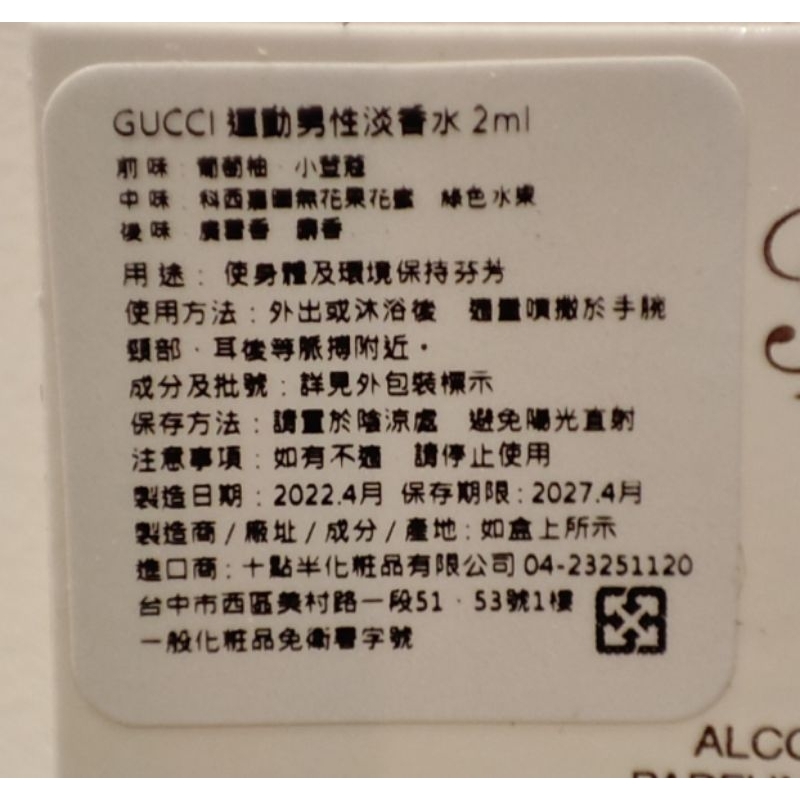 GUCCI 運動男性淡香水 2ml
前味 葡萄柚 小荳蔻
中味 科西嘉圖無花果花蜜 綠色水果
後味 廣藿香 麝香
用途：使身體及環境保持芬芳
使用方法：外出或沐浴後 適量噴撒於手腕
頸部、耳後等脈搏附近。
成分及批號：詳見外包裝標示
保存方法：請置於陰涼處 避免陽光直射
注意事項：如有不適 請停止使用
製造日期：2022.4月 保存期限：2027.4月
製造商/廠址/成分/產地：如盒上所示
進口商：十點半化粧品有限公司 04-23251120
台中市西區美村路一段51、53號1樓
一般化粧品免衛署字號
ALCO